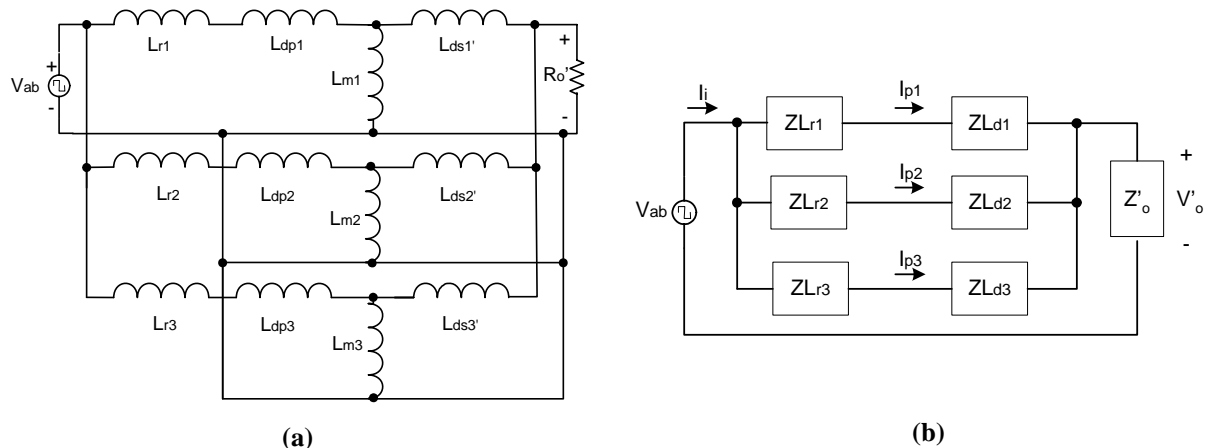 Lr1 Ldp1 Lds1'
+
Vab
-
Lm1
+
Ro'
-
Lr2 Ldp2 Lds2'
Lm2
Lr3 Ldp3 Lds3'
Lm3
(a)
Ii Ip1
ZLr1 ZLd1
Ip2
ZLr2 ZLd2
Vab
Ip3
ZLr3 ZLd3
+
Z'o V'o
-
(b)